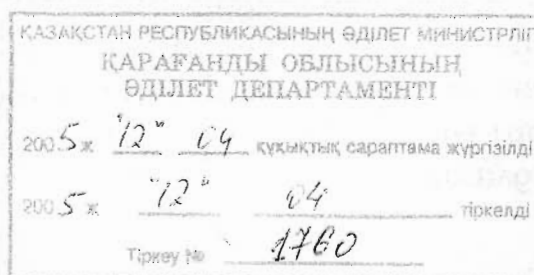 ҚАЗАҚСТАН РЕСПУБЛИКАСЫНЫҢ ӘДІЛЕТ МИНИСТРЛІГІ
ҚАРАҒАНДЫ ОБЛЫСЫНЫҢ
ӘДІЛЕТ ДЕПАРТАМЕНТІ
2005 ж "12" 04 құқықтық сараптама жүргізілді
2005 ж "12" 04 тіркелді
Тіркеу № 1760